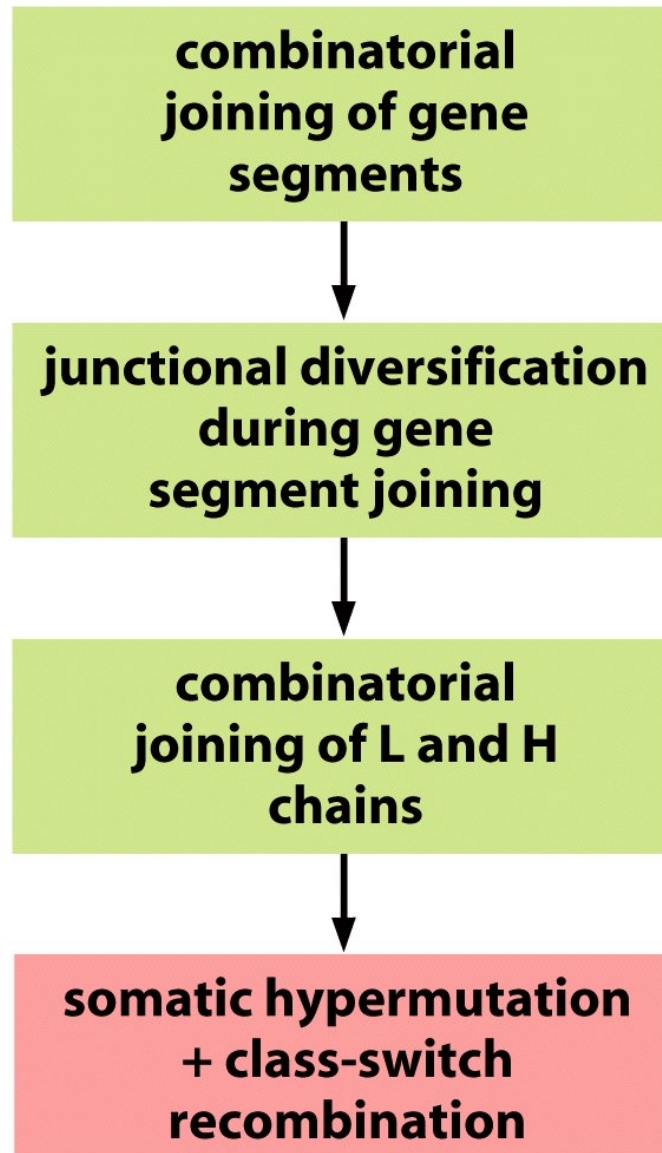 combinatorial
joining of gene
segments
junctional diversification
during gene
segment joining
combinatorial
joining of L and H
chains
somatic hypermutation
+ class-switch
recombination